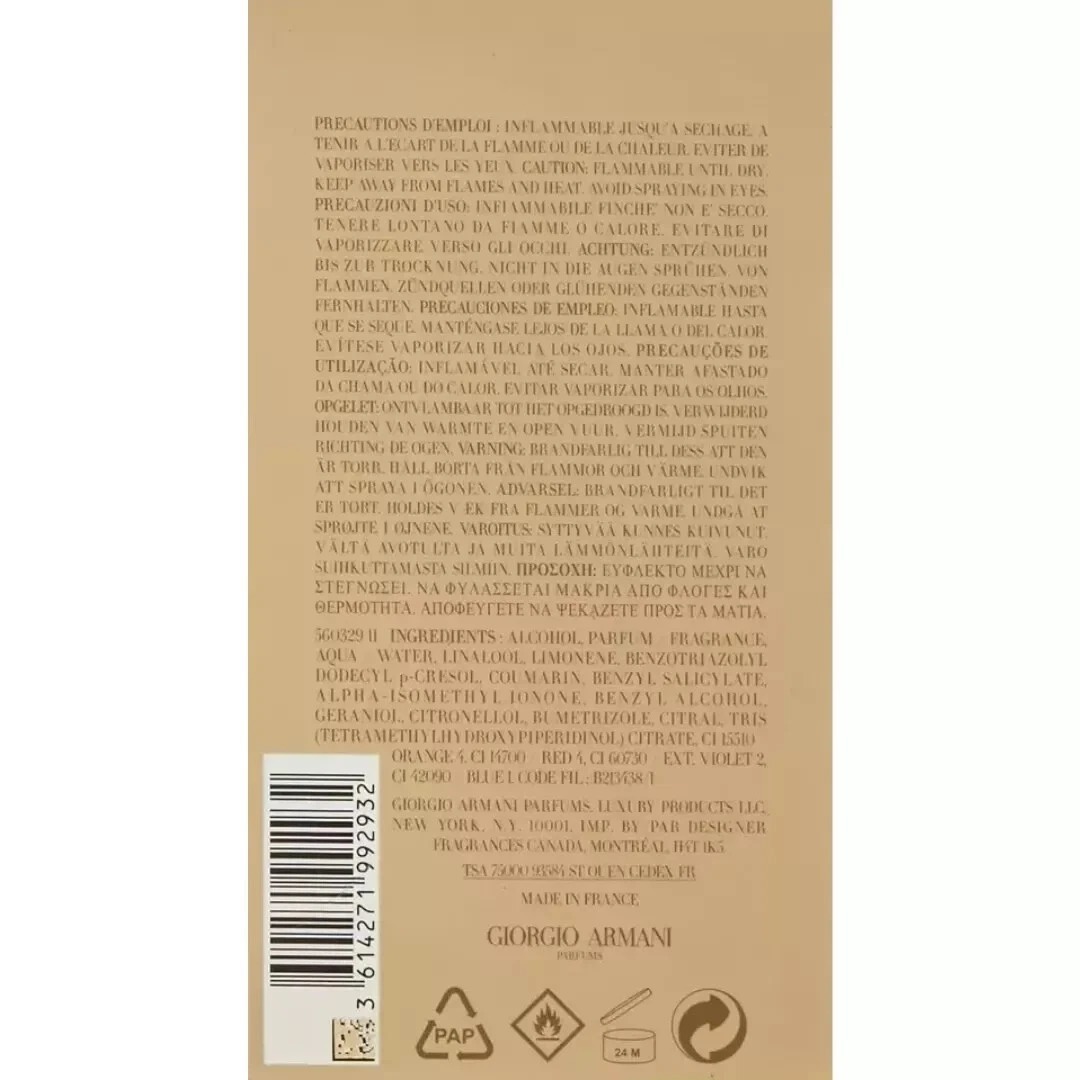 PRECAUTIONS D'EMPLOI : INFLAMMABLE JUSQU'A SECHAGE. A
TENIR A L'ECART DE LA FLAMME OU DE LA CHALEUR. EVITER DE
VAPORISER VERS LES YEUX. CAUTION: FLAMMABLE UNTIL DRY.
KEEP AWAY FROM FLAMES AND HEAT. AVOID SPRAYING IN EYES.
PRECAUZIONI D'USO: INFIAMMABILE FINCHE' NON E' SECCO.
TENERE LONTANO DA FIAMME O CALORE. EVITARE DI
VAPORIZZARE VERSO GLI OCCHI. ACHTUNG: ENTZÜNDLICH
BIS ZUR TROCKNUNG. NICHT IN DIE AUGEN SPRÜHEN. VON
FLAMMEN, ZÜNDQUELLEN ODER GLÜHENDEN GEGENSTÄNDEN
FERNHALTEN. PRECAUCIONES DE EMPLEO: INFLAMABLE HASTA
QUE SE SEQUE. MANTÉNGASE LEJOS DE LA LLAMA O DEL CALOR.
EVÍTESE VAPORIZAR HACIA LOS OJOS. PRECAUÇÕES DE
UTILIZAÇÃO: INFLAMÁVEL ATÉ SECAR. MANTER AFASTADO
DA CHAMA OU DO CALOR. EVITAR VAPORIZAR PARA OS OLHOS.
OPGELET: ONTVLAMBAAR TOT HET OPGEDROOGD IS. VERWIJDERD
HOUDEN VAN WARMTE EN OPEN VUUR. VERMIJD SPUITEN
RICHTING DE OGEN. VARNING: BRANDFARLIG TILL DESS ATT DEN
ÄR TORR. HÅLL BORTA FRÅN FLAMMOR OCH VÄRME. UNDVIK
ATT SPRAYA I ÖGONEN. ADVARSEL: BRANDFARLIGT TIL DET
ER TORT. HOLDES VEK FRA FLAMMER OG VARME. UNDGÅ AT
SPRØJTE I ØJNENE. VAROITUS: SYTTYVÄÄ KUNNES KUIVUNUT.
VÄLTÄ AVOTULTA JA MUITA LÄMMÖNLÄHTEITÄ. VARO
SUIHKUTTAMASTA SILMIIN. ΠΡΟΣΟΧΗ: ΕΥΦΛΕΚΤΟ ΜΕΧΡΙ ΝΑ
ΣΤΕΓΝΩΣΕΙ. ΝΑ ΦΥΛΑΣΣΕΤΑΙ ΜΑΚΡΙΑ ΑΠΟ ΦΛΟΓΕΣ ΚΑΙ
ΘΕΡΜΟΤΗΤΑ. ΑΠΟΦΕΥΓΕΤΕ ΝΑ ΨΕΚΑΖΕΤΕ ΠΡΟΣ ΤΑ ΜΑΤΙΑ.
560329 11 INGREDIENTS : ALCOHOL, PARFUM / FRAGRANCE,
AQUA / WATER, LINALOOL, LIMONENE, BENZOTRIAZOLYL
DODECYL p-CRESOL, COUMARIN, BENZYL SALICYLATE,
ALPHA-ISOMETHYL IONONE, BENZYL ALCOHOL,
GERANIOL, CITRONELLOL, BUMETRIZOLE, CITRAL, TRIS
(TETRAMETHYLHYDROXYPIPERIDINOL) CITRATE, CI 15510 /
ORANGE 4, CI 14700 / RED 4, CI 60730 / EXT. VIOLET 2,
CI 42090 / BLUE 1. CODE FIL : B213438/1
GIORGIO ARMANI PARFUMS, LUXURY PRODUCTS LLC,
NEW YORK, N.Y. 10001. IMP. BY PAR DESIGNER
FRAGRANCES CANADA, MONTRÉAL, H4T 1K5
TSA 75000 93584 ST OUEN CEDEX FR
MADE IN FRANCE
GIORGIO ARMANI
PARFUMS
3 614271 992932
PAP
24 M